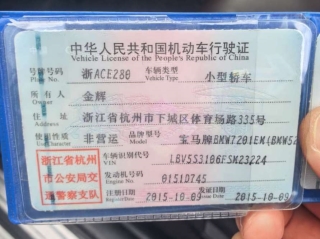 中华人民共和国机动车行驶证
Vehicle License of the People's Republic of China
号牌号码 浙ACE280 车辆类型 小型轿车
Plate No. Vehicle Type
所有人 金辉
Owner
住址 浙江省杭州市下城区体育场路335号
Address
使用性质 非营运 品牌型号 宝马牌BMW7201EM(BMW5
Use Character Model
浙江省杭州市公安局交通警察支队
车辆识别代号 LBV5S3106FSM23224
VIN
发动机号码 01510745
Engine No.
注册日期 2015-10-09 发证日期 2015-10-09
Register Date Issue Date